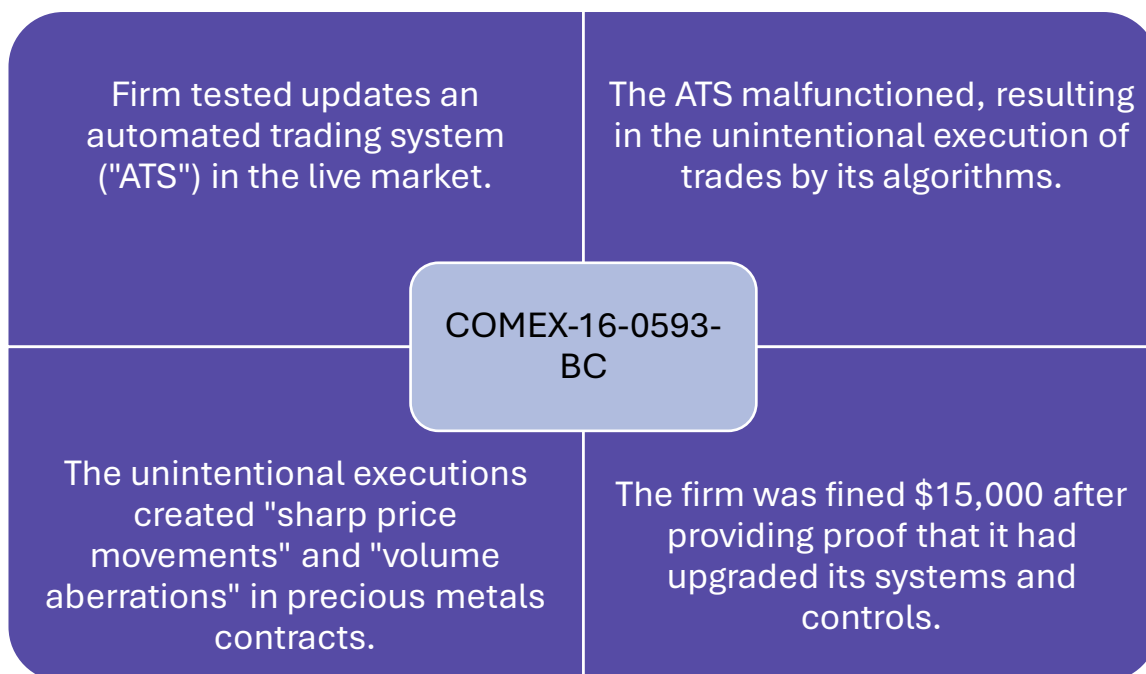 Firm tested updates an
automated trading system
("ATS") in the live market.
The ATS malfunctioned, resulting
in the unintentional execution of
trades by its algorithms.
COMEX-16-0593-
BC
The unintentional executions
created "sharp price
movements" and "volume
aberrations" in precious metals
contracts.
The firm was fined $15,000 after
providing proof that it had
upgraded its systems and
controls.